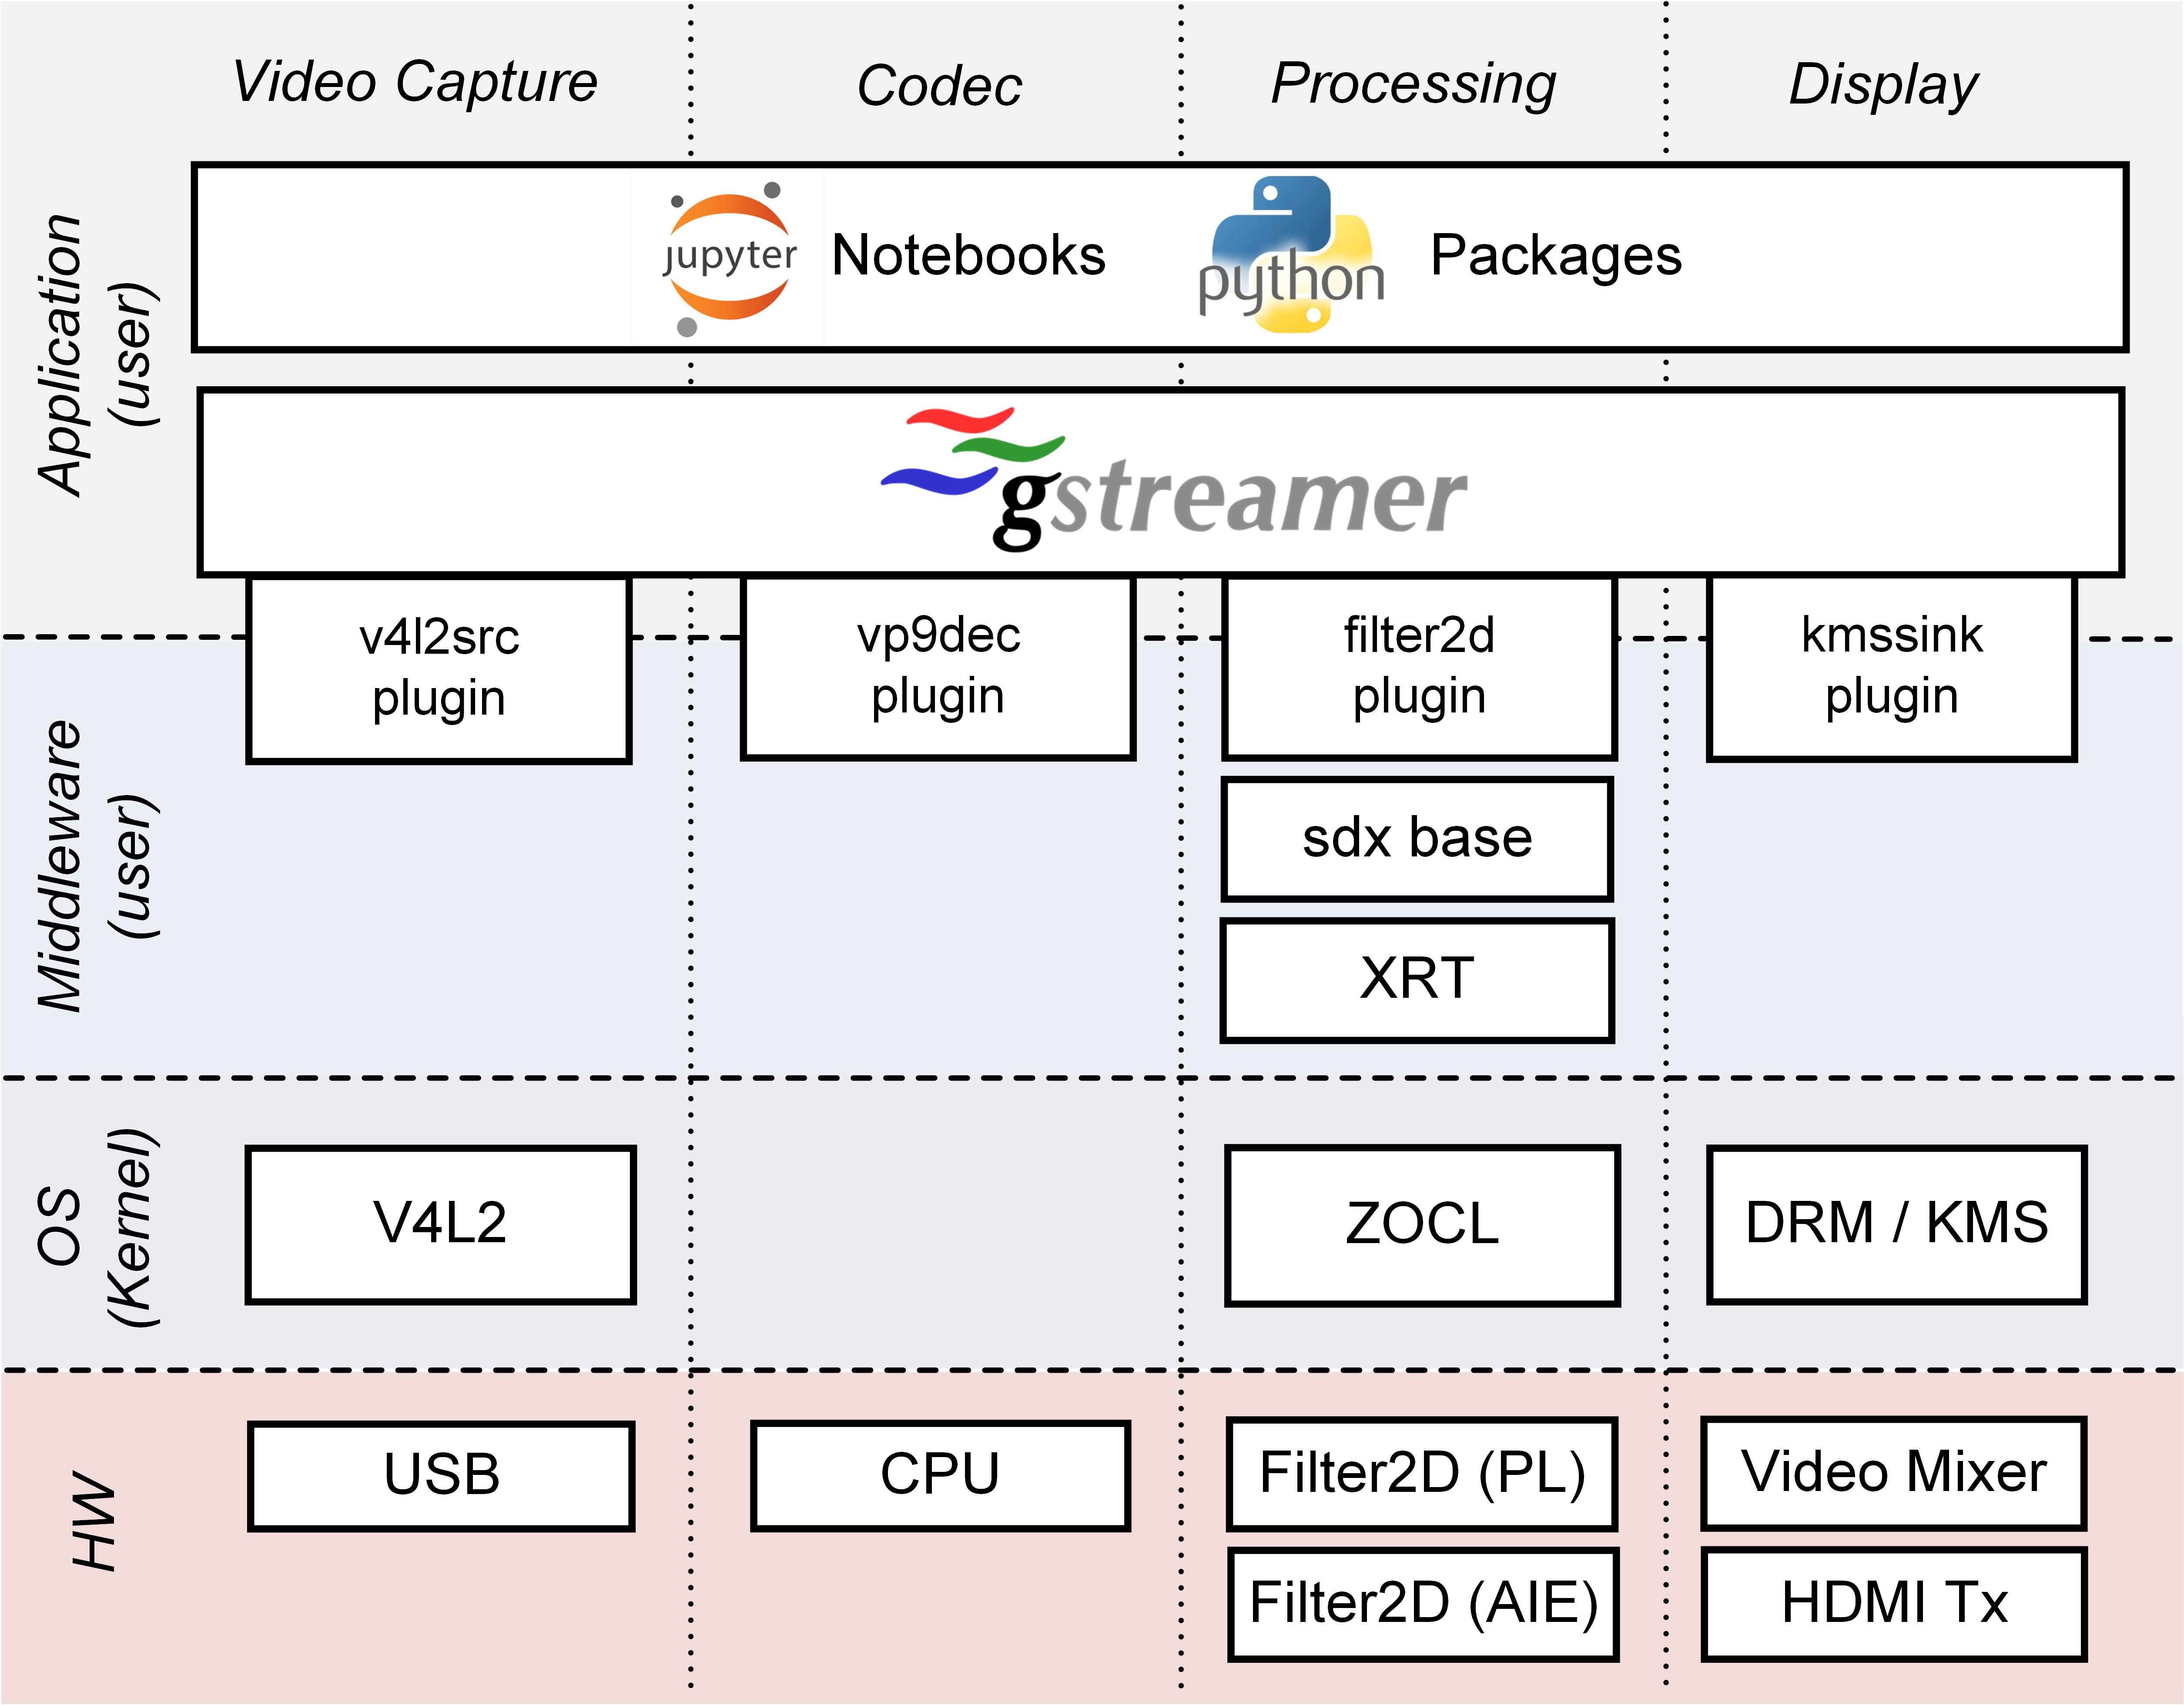 Video Capture
Codec
Processing
Display
Application
(user)
jupyter
Notebooks
python
Packages
gstreamer
v4l2src
plugin
vp9dec
plugin
filter2d
plugin
kmssink
plugin
Middleware
(user)
sdx base
XRT
OS
(Kernel)
V4L2
ZOCL
DRM / KMS
HW
USB
CPU
Filter2D (PL)
Video Mixer
Filter2D (AIE)
HDMI Tx